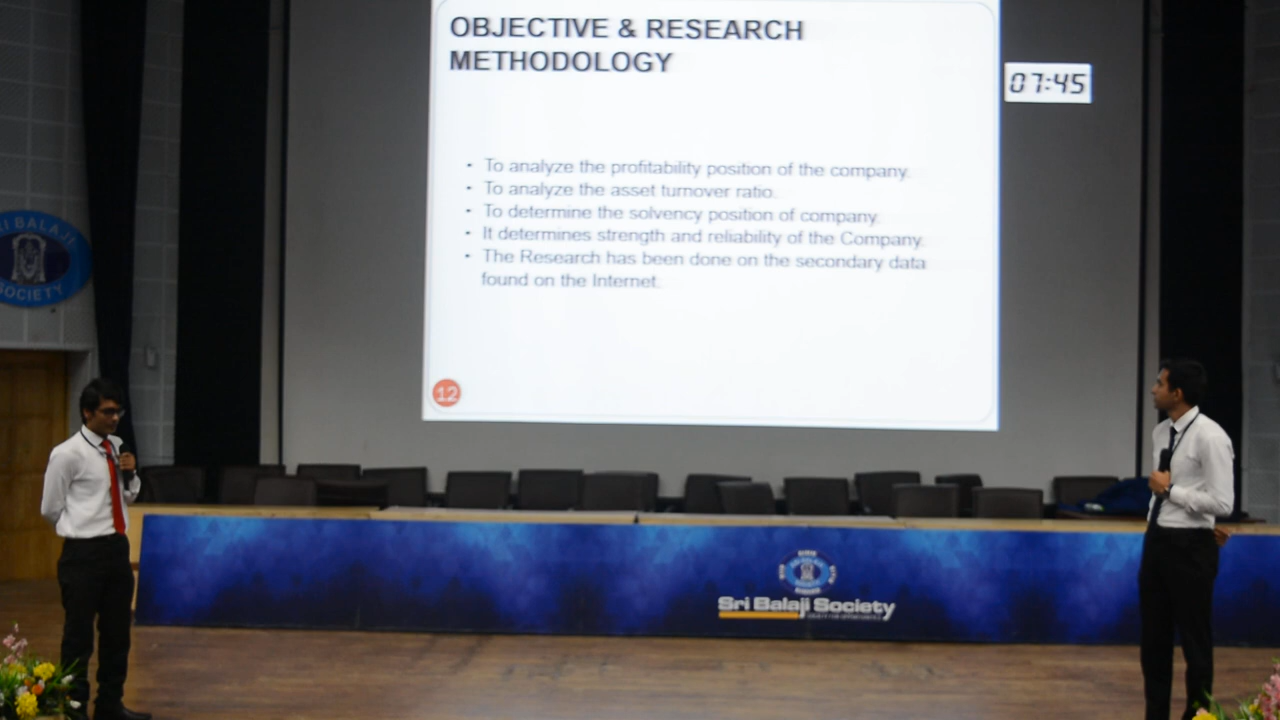 OBJECTIVE & RESEARCH
METHODOLOGY
07:45
• To analyze the profitability position of the company.
• To analyze the asset turnover ratio.
• To determine the solvency position of company.
• It determines strength and reliability of the Company.
• The Research has been done on the secondary data
found on the Internet.
12
SRI BALAJI
SOCIETY
Sri Balaji Society